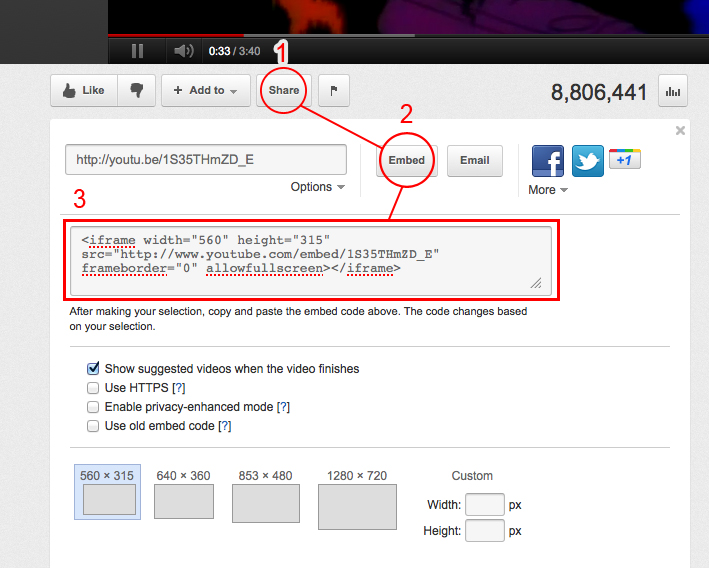 0:33 / 3:40
1
Like
+ Add to
Share
8,806,441
2
http://youtu.be/1S35THmZD_E
Embed
Email
f
+1
Options
More
3
<iframe width="560" height="315"
src="http://www.youtube.com/embed/1S35THmZD_E"
frameborder="0" allowfullscreen></iframe>
After making your selection, copy and paste the embed code above. The code changes based
on your selection.
Show suggested videos when the video finishes
Use HTTPS [?]
Enable privacy-enhanced mode [?]
Use old embed code [?]
560 × 315
640 × 360
853 × 480
1280 × 720
Custom
Width: px
Height: px